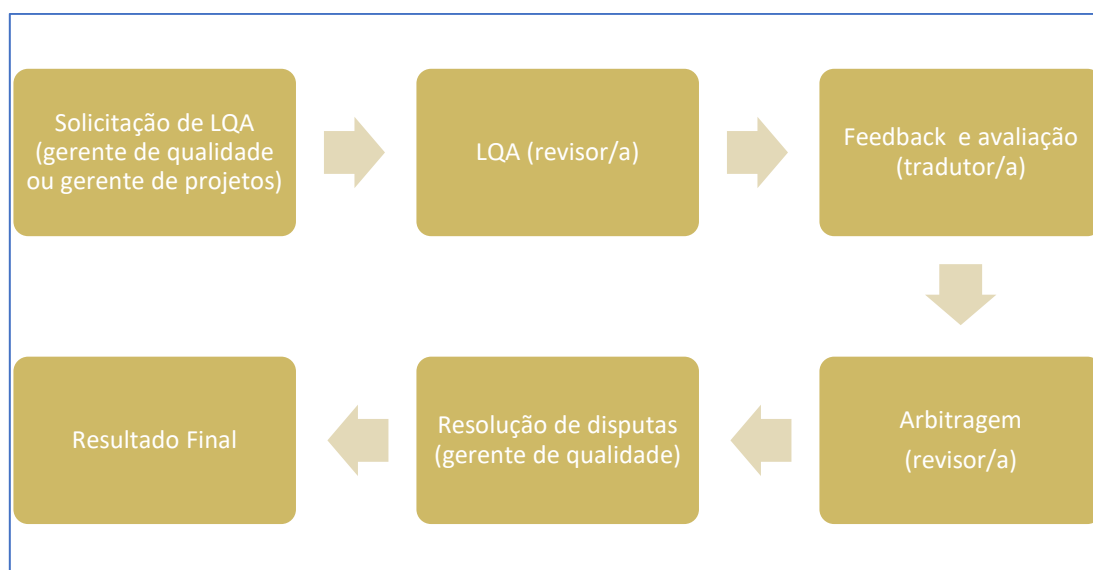 Solicitação de LQA
(gerente de qualidade
ou gerente de projetos)
LQA (revisor/a)
Feedback e avaliação
(tradutor/a)
Arbitragem
(revisor/a)
Resolução de disputas
(gerente de qualidade)
Resultado Final